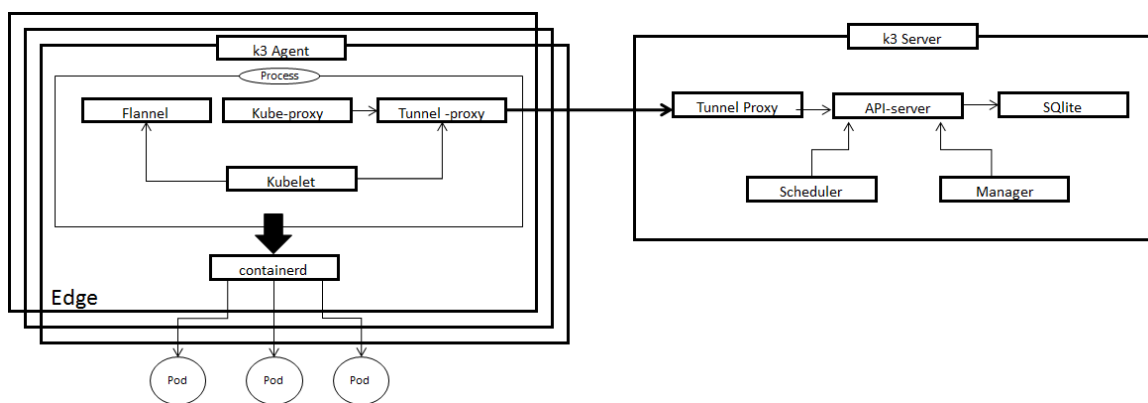 k3 Agent
Process
Flannel
Kube-proxy
Tunnel -proxy
Kubelet
containerd
Edge
Pod
Pod
Pod
k3 Server
Tunnel Proxy
API-server
SQlite
Scheduler
Manager